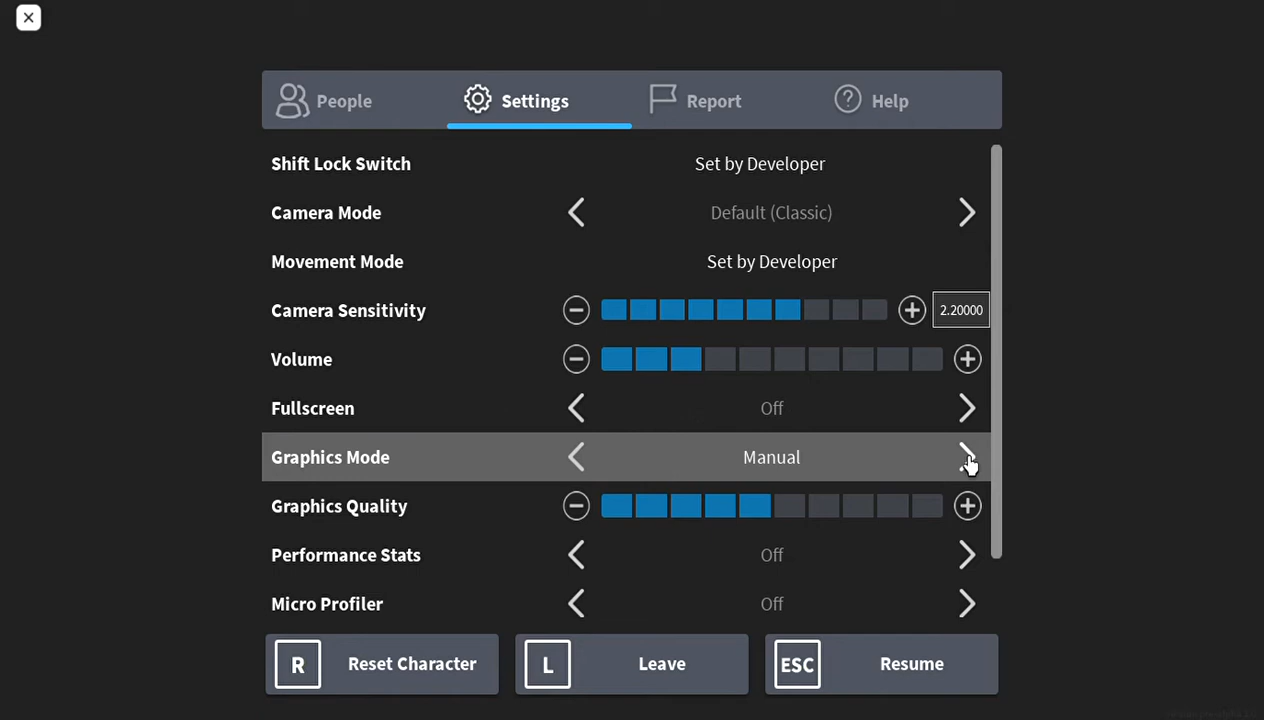 People Settings Report Help
Shift Lock Switch Set by Developer
Camera Mode Default (Classic)
Movement Mode Set by Developer
Camera Sensitivity 2.20000
Volume
Fullscreen Off
Graphics Mode Manual
Graphics Quality
Performance Stats Off
Micro Profiler Off
R Reset Character L Leave ESC Resume